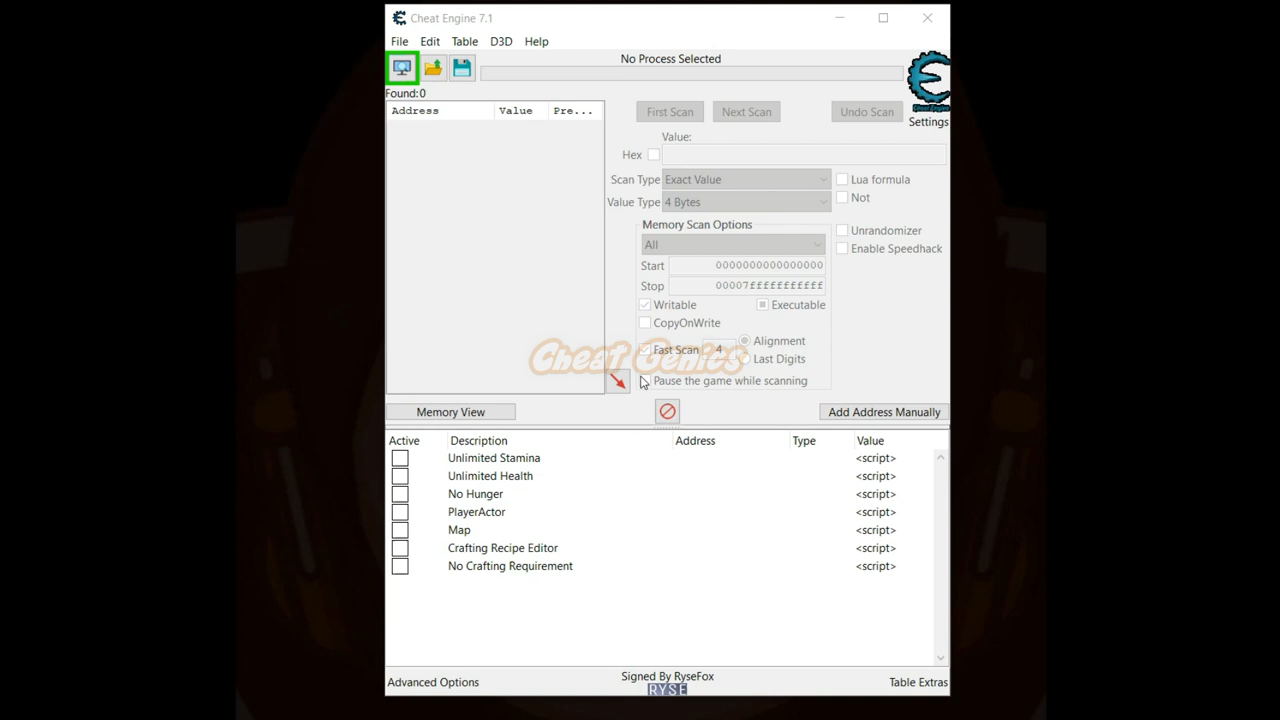 Cheat Engine 7.1
File Edit Table D3D Help
No Process Selected
Found:0
Address Value Pre...
First Scan Next Scan Undo Scan
Cheat Engine
Settings
Value:
Hex
Scan Type Exact Value Lua formula
Value Type 4 Bytes Not
Memory Scan Options
All
Unrandomizer
Enable Speedhack
Start 0000000000000000
Stop 00007fffffffffff
Writable Executable
CopyOnWrite
Fast Scan 4 Alignment
Last Digits
Cheat Genies
Pause the game while scanning
Memory View Add Address Manually
Active Description Address Type Value
Unlimited Stamina <script>
Unlimited Health <script>
No Hunger <script>
PlayerActor <script>
Map <script>
Crafting Recipe Editor <script>
No Crafting Requirement <script>
Advanced Options Signed By RyseFox Table Extras
RYSE